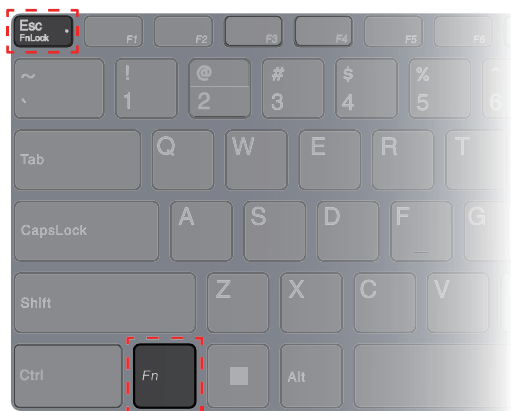 Esc
FnLock
F1
F2
F3
F4
F5
F6
~
`
!
1
@
2
#
3
$
4
%
5
^
6
Tab
Q
W
E
R
T
CapsLock
A
S
D
F
G
Shift
Z
X
C
V
Ctrl
Fn
Alt